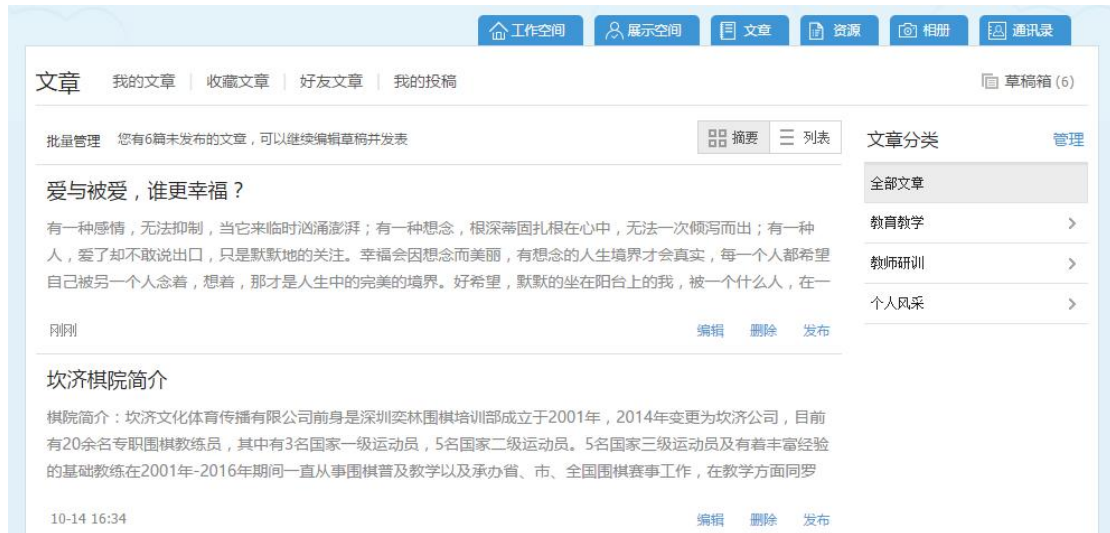 工作空间 展示空间 文章 资源 相册 通讯录
文章 我的文章 收藏文章 好友文章 我的投稿 草稿箱(6)
批量管理 您有6篇未发布的文章，可以继续编辑草稿并发表 摘要 列表
文章分类 管理
爱与被爱，谁更幸福？
全部文章
有一种感情，无法抑制，当它来临时汹涌澎湃；有一种想念，根深蒂固扎根在心中，无法一次倾泻而出；有一种
教育教学
人，爱了却不敢说出口，只是默默地的关注。幸福会因想念而美丽，有想念的人生境界才会真实，每一个人都希望
教师研训
自己被另一个人念着，想着，那才是人生中的完美的境界。好希望，默默的坐在阳台上的我，被一个什么人，在一
个人风采
刚刚 编辑 删除 发布
坎济棋院简介
棋院简介：坎济文化体育传播有限公司前身是深圳奕林围棋培训部成立于2001年，2014年变更为坎济公司，目前
有20余名专职围棋教练员，其中有3名国家一级运动员，5名国家二级运动员。5名国家三级运动员及有着丰富经验
的基础教练在2001年-2016年期间一直从事围棋普及教学以及承办省、市、全国围棋赛事工作，在教学方面同罗
10-14 16:34 编辑 删除 发布